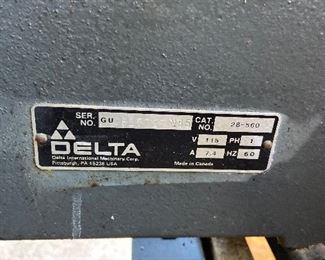 SER. NO. GU CAT. NO. 28-560
V 115 PH 1
A 7.4 HZ 60
DELTA
Delta International Machinery Corp.
Pittsburgh, PA 15238 USA
Made in Canada